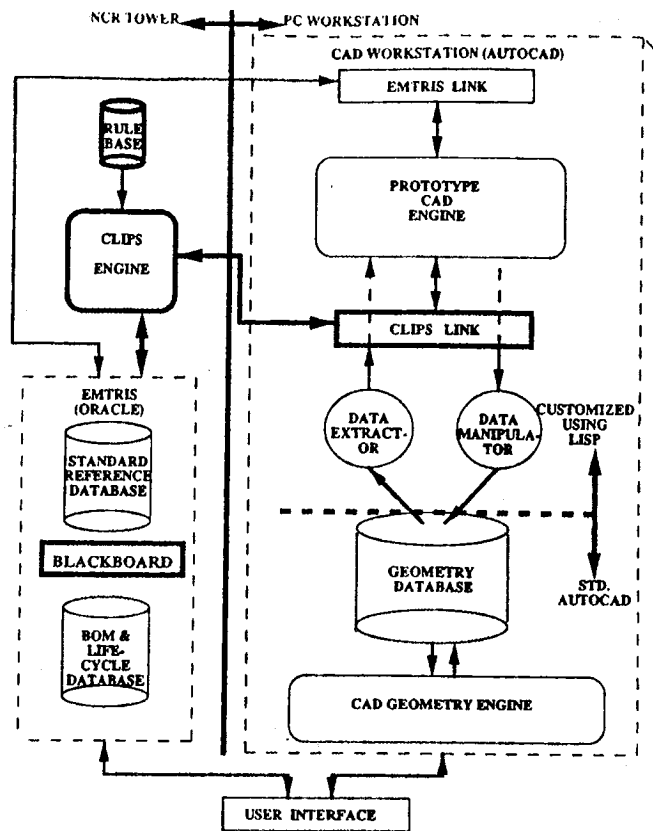 NCR TOWER
PC WORKSTATION
CAD WORKSTATION (AUTOCAD)
EMTRIS LINK
RULE
BASE
PROTOTYPE
CAD
ENGINE
CLIPS
ENGINE
CLIPS LINK
EMTRIS
(ORACLE)
STANDARD
REFERENCE
DATABASE
BLACKBOARD
BOM &
LIFE-
CYCLE
DATABASE
DATA
EXTRACT-
OR
DATA
MANIPULA-
TOR
CUSTOMIZED
USING
LISP
GEOMETRY
DATABASE
STD.
AUTOCAD
CAD GEOMETRY ENGINE
USER INTERFACE